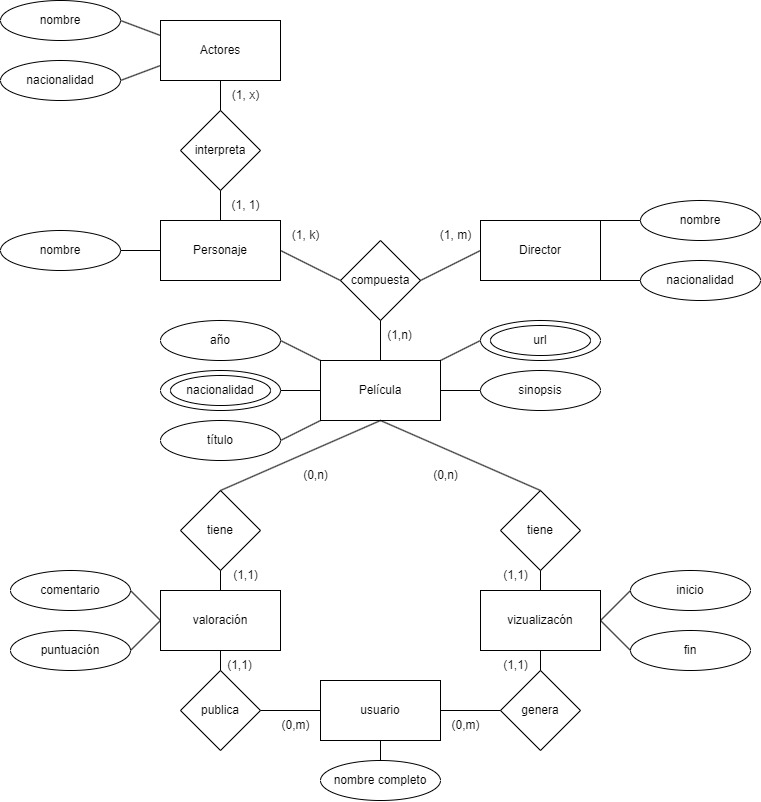 nombre
Actores
nacionalidad
(1, x)
interpreta
(1, 1)
nombre
Personaje
(1, k)
(1, m)
Director
nombre
nacionalidad
compuesta
(1,n)
año
url
nacionalidad
Película
sinopsis
título
(0,n)
(0,n)
tiene
tiene
(1,1)
(1,1)
comentario
valoración
vizualizacón
inicio
puntuación
fin
(1,1)
(1,1)
publica
usuario
genera
(0,m)
(0,m)
nombre completo